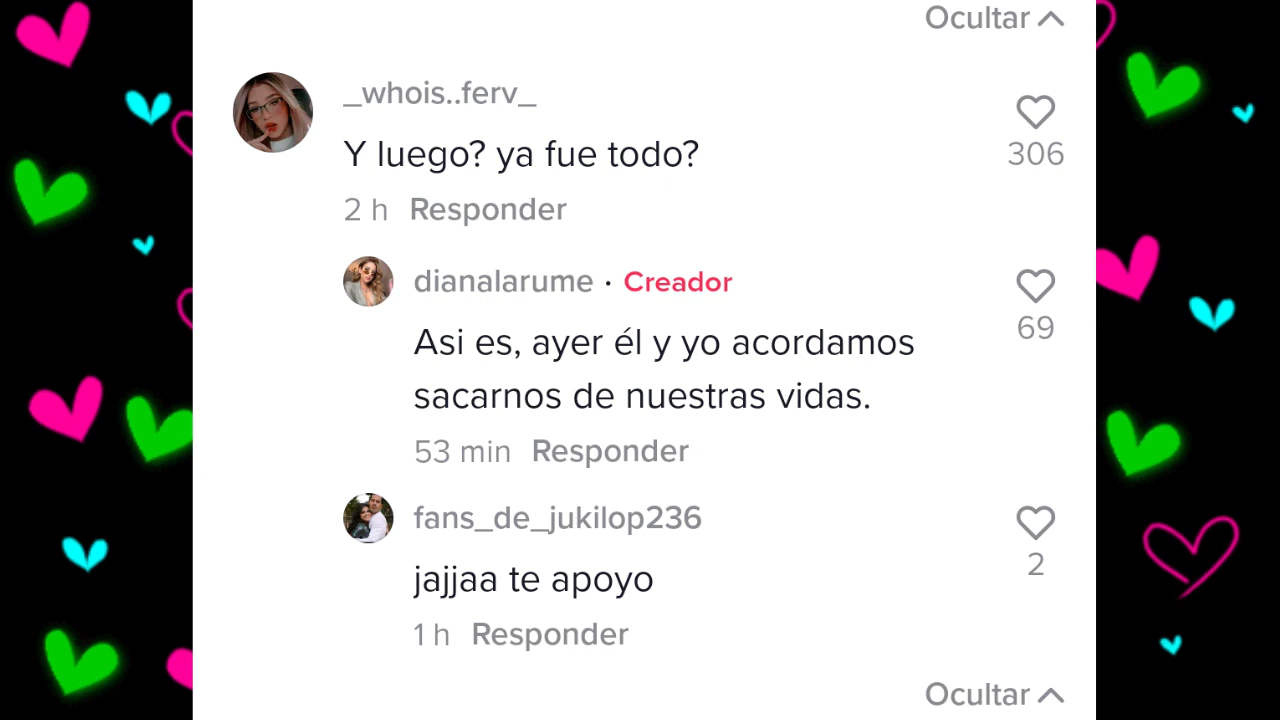 Ocultar
_whois..ferv_
Y luego? ya fue todo?
306
2 h Responder
dianalarume · Creador
Asi es, ayer él y yo acordamos
69
sacarnos de nuestras vidas.
53 min Responder
fans_de_jukilop236
jajjaa te apoyo
2
1 h Responder
Ocultar